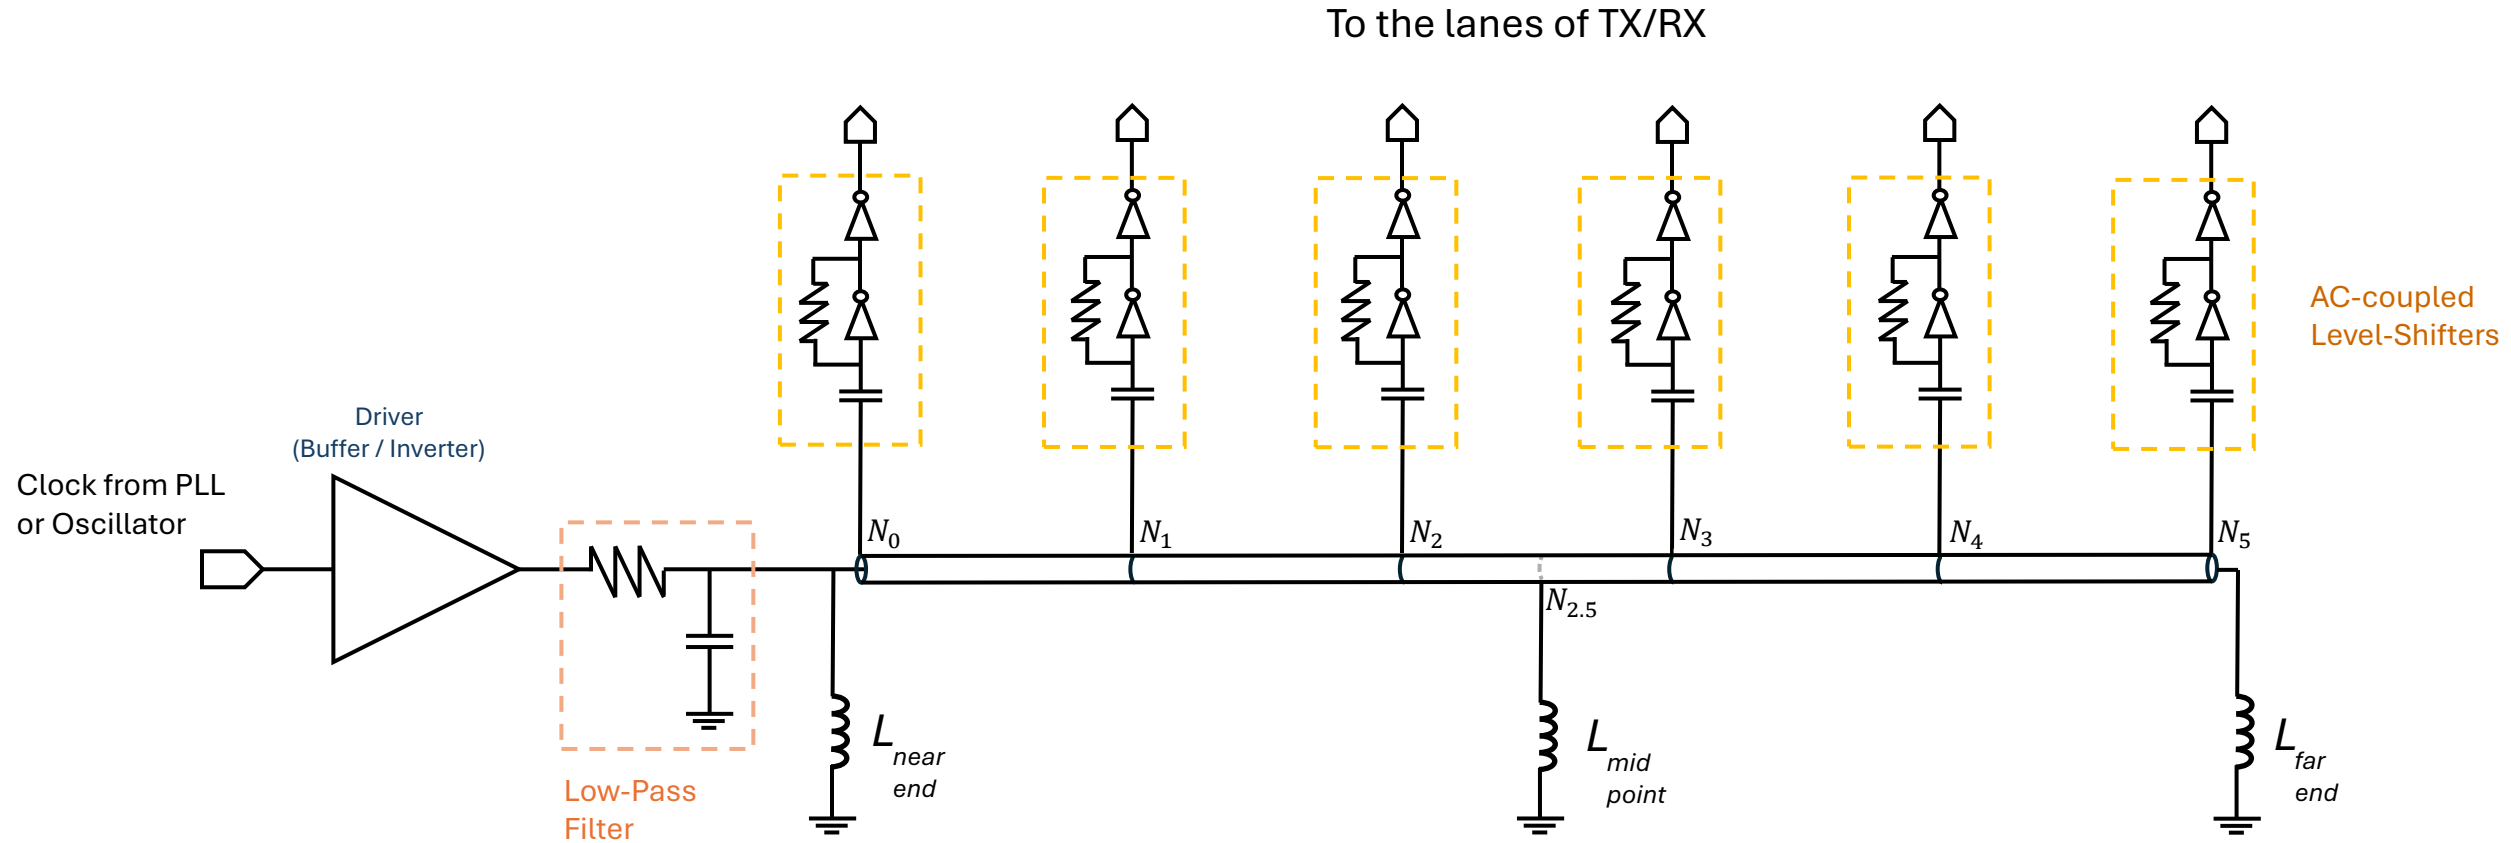 To the lanes of TX/RX
AC-coupled
Level-Shifters
Driver
(Buffer / Inverter)
Clock from PLL
or Oscillator
N0
N1
N2
N3
N4
N5
N2.5
Low-Pass
Filter
L near
end
L mid
point
L far
end